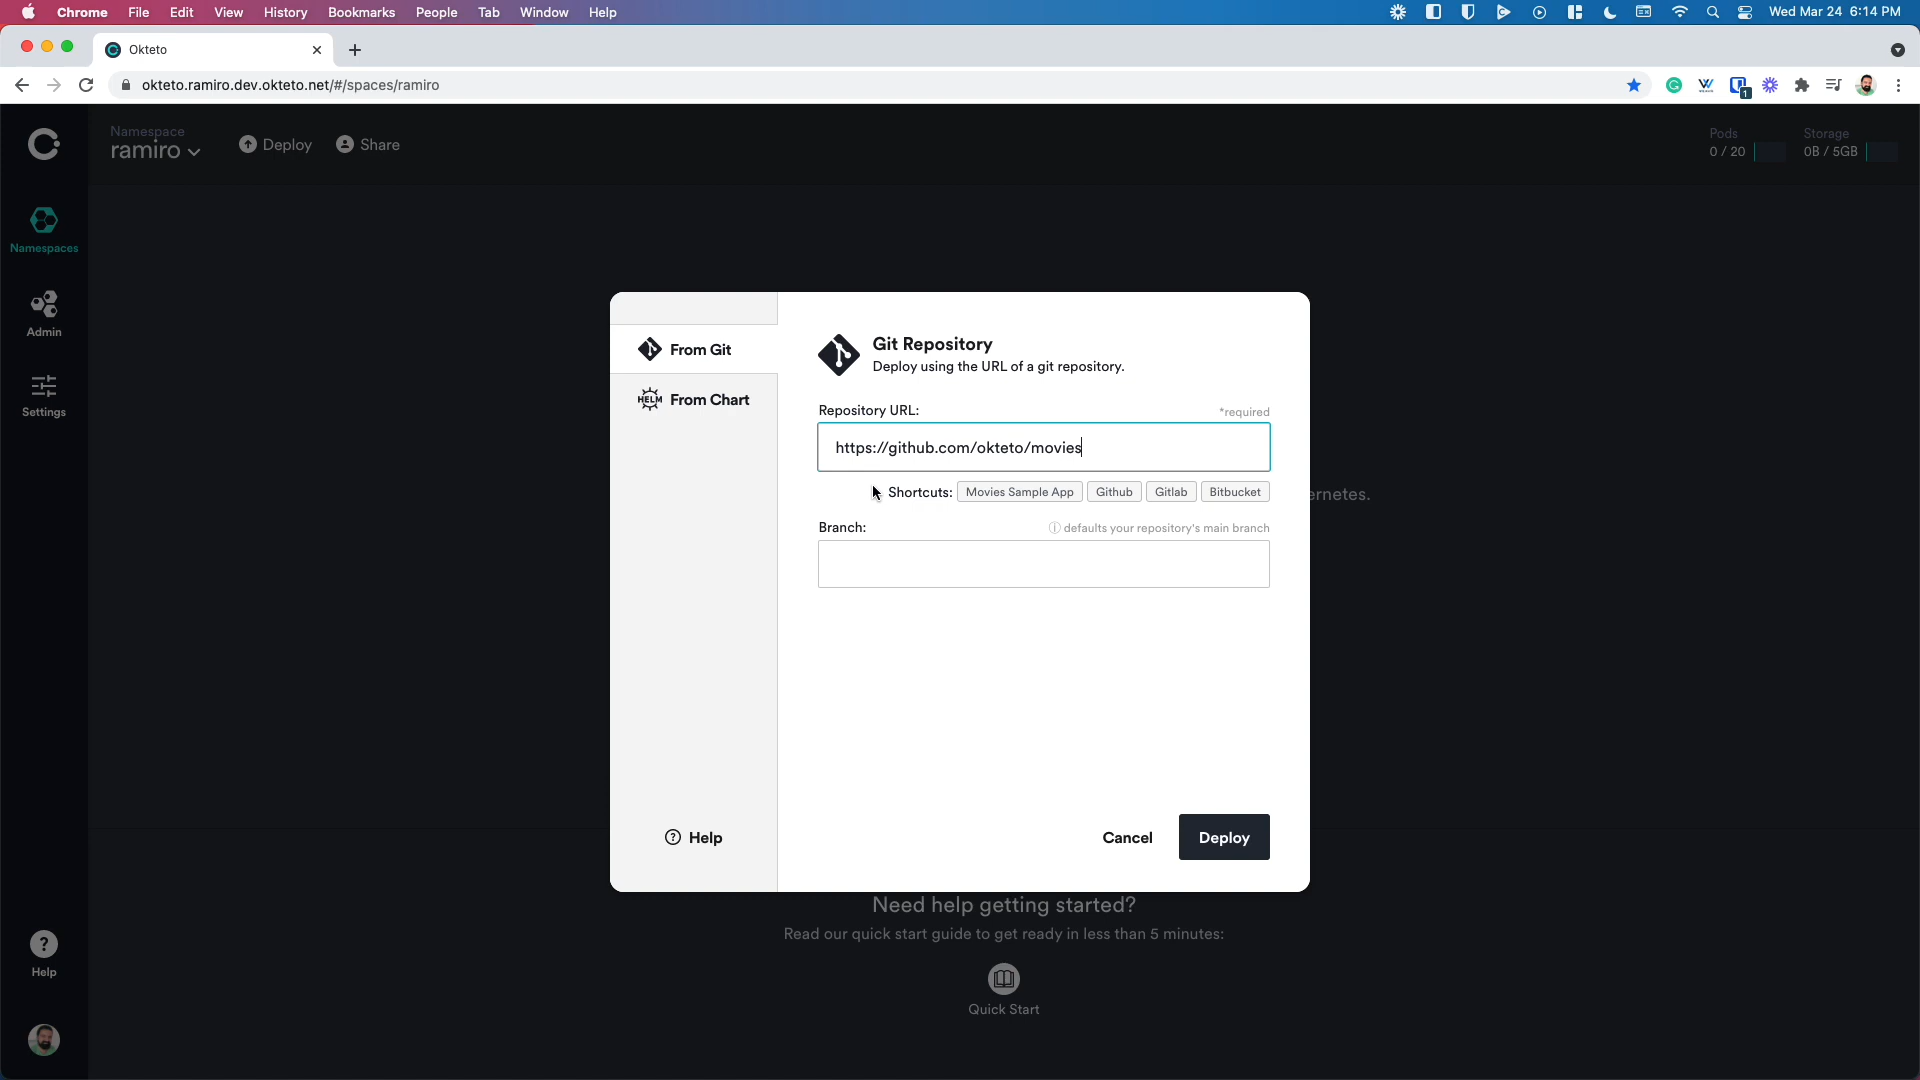 Chrome File Edit View History Bookmarks People Tab Window Help Wed Mar 24 6:14 PM
Okteto
okteto.ramiro.dev.okteto.net/#/spaces/ramiro
1
Namespace
ramiro
Deploy
Share
Pods
0 / 20
Storage
0B / 5GB
Namespaces
Admin
Settings
Help
From Git
HELM From Chart
Help
Git Repository
Deploy using the URL of a git repository.
Repository URL: *required
https://github.com/okteto/movies
Shortcuts: Movies Sample App Github Gitlab Bitbucket
Branch: defaults your repository's main branch
Cancel Deploy
ernetes.
Need help getting started?
Read our quick start guide to get ready in less than 5 minutes:
Quick Start